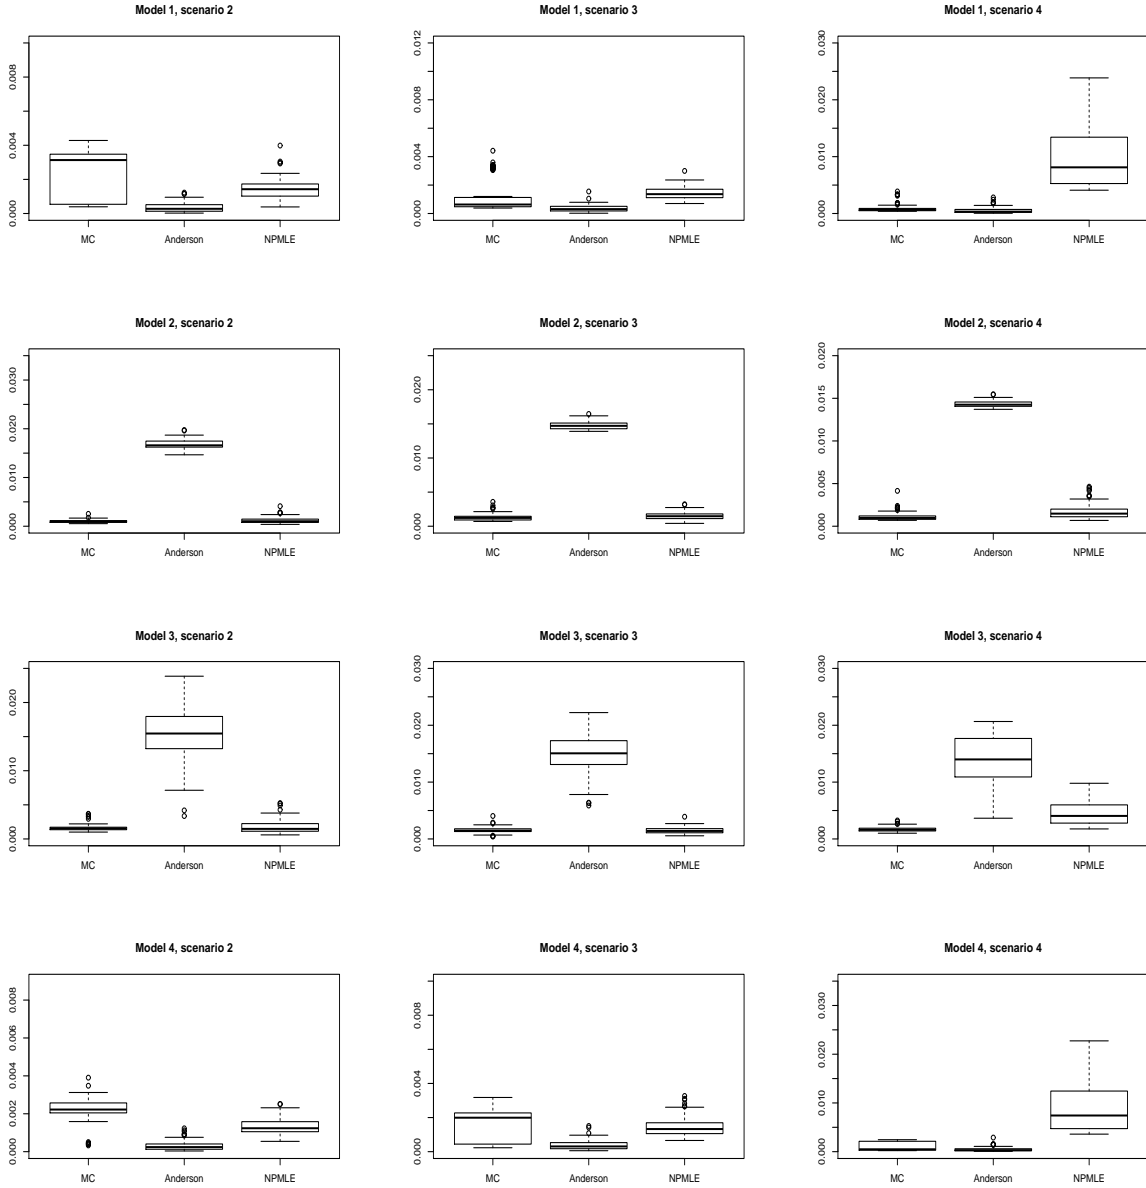 Model 1, scenario 2
Model 1, scenario 3
Model 1, scenario 4
0.000 0.004 0.008
0.000 0.004 0.008 0.012
0.000 0.010 0.020 0.030
MC Anderson NPMLE
MC Anderson NPMLE
MC Anderson NPMLE
Model 2, scenario 2
Model 2, scenario 3
Model 2, scenario 4
0.000 0.010 0.020 0.030
0.000 0.010 0.020
0.000 0.005 0.010 0.015 0.020
MC Anderson NPMLE
MC Anderson NPMLE
MC Anderson NPMLE
Model 3, scenario 2
Model 3, scenario 3
Model 3, scenario 4
0.000 0.010 0.020
0.000 0.010 0.020 0.030
0.000 0.010 0.020 0.030
MC Anderson NPMLE
MC Anderson NPMLE
MC Anderson NPMLE
Model 4, scenario 2
Model 4, scenario 3
Model 4, scenario 4
0.000 0.002 0.004 0.006 0.008
0.000 0.004 0.008
0.000 0.010 0.020 0.030
MC Anderson NPMLE
MC Anderson NPMLE
MC Anderson NPMLE